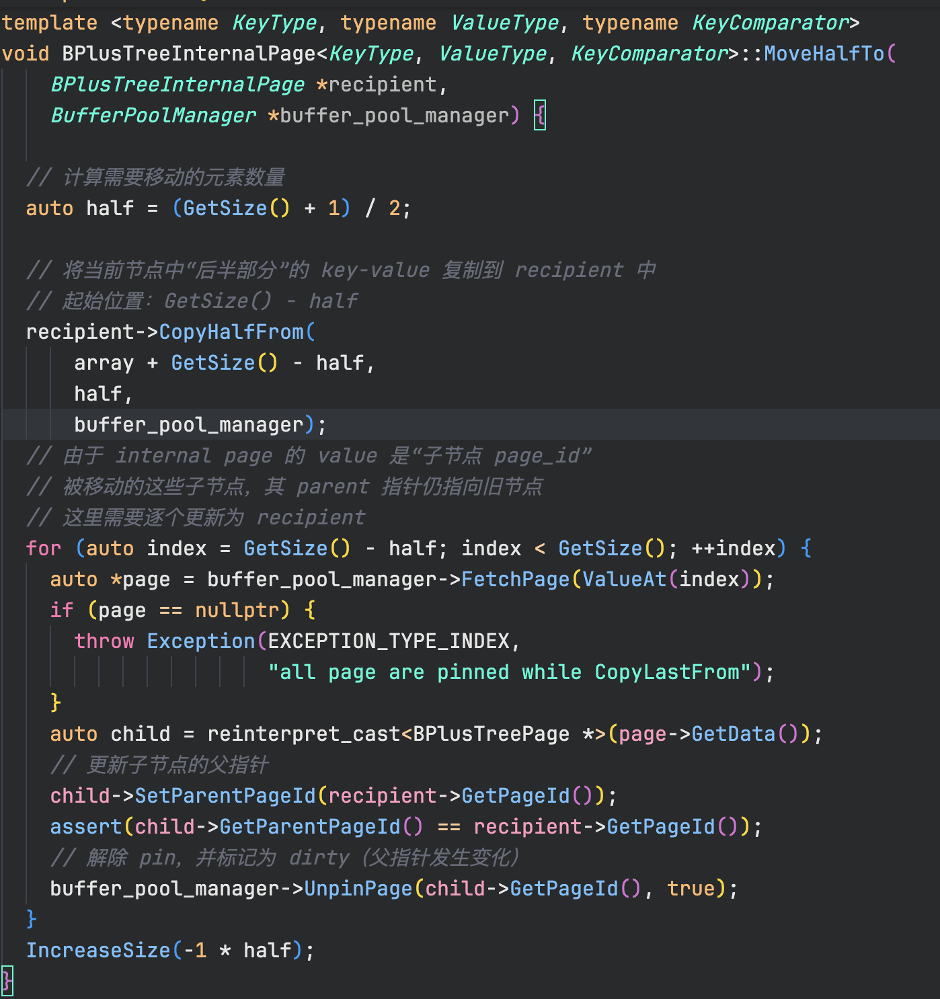 template <typename KeyType, typename ValueType, typename KeyComparator>
void BPlusTreeInternalPage<KeyType, ValueType, KeyComparator>::MoveHalfTo(
    BPlusTreeInternalPage *recipient,
    BufferPoolManager *buffer_pool_manager) {

  // 计算需要移动的元素数量
  auto half = (GetSize() + 1) / 2;

  // 将当前节点中“后半部分”的 key-value 复制到 recipient 中
  // 起始位置：GetSize() - half
  recipient->CopyHalfFrom(
      array + GetSize() - half,
      half,
      buffer_pool_manager);
  // 由于 internal page 的 value 是“子节点 page_id”
  // 被移动的这些子节点，其 parent 指针仍指向旧节点
  // 这里需要逐个更新为 recipient
  for (auto index = GetSize() - half; index < GetSize(); ++index) {
    auto *page = buffer_pool_manager->FetchPage(ValueAt(index));
    if (page == nullptr) {
      throw Exception(EXCEPTION_TYPE_INDEX,
                      "all page are pinned while CopyLastFrom");
    }
    auto child = reinterpret_cast<BPlusTreePage *>(page->GetData());
    // 更新子节点的父指针
    child->SetParentPageId(recipient->GetPageId());
    assert(child->GetParentPageId() == recipient->GetPageId());
    // 解除 pin，并标记为 dirty（父指针发生变化）
    buffer_pool_manager->UnpinPage(child->GetPageId(), true);
  }
  IncreaseSize(-1 * half);
}